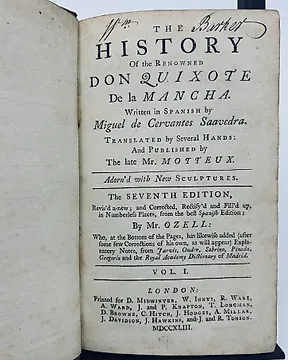 Wm. Barker
THE
HISTORY
Of the RENOWNED
DON QUIXOTE
De la MANCHA.
Written in SPANISH by
Miguel de Cervantes Saavedra.
TRANSLATED by Several HANDS:
And PUBLISHED by
The late Mr. MOTTEUX.
Adorn'd with New SCULPTURES.
The SEVENTH EDITION,
Revis'd a-new; and Corrected, Rectify'd and Fill'd up,
in Numberless Places, from the best Spanish Edition;
By Mr. OZELL:
Who, at the Bottom of the Pages, has likewise added (after
some few Corrections of his own, as will appear) Expla-
natory Notes, from Jarvis, Oudin, Sobrino, Pineda,
Gregorio and the Royal Academy Dictionary of Madrid.
VOL. I.
LONDON:
Printed for D. MIDWINTER, W. INNYS, R. WARE,
A. WARD, J. and P. KNAPTON, T. LONGMAN,
D. BROWNE, C. HITCH, J. HODGES, A. MILLAR,
J. DAVIDSON, J. HAWKINS, and J. and R. TONSON.
MDCCXLIII.